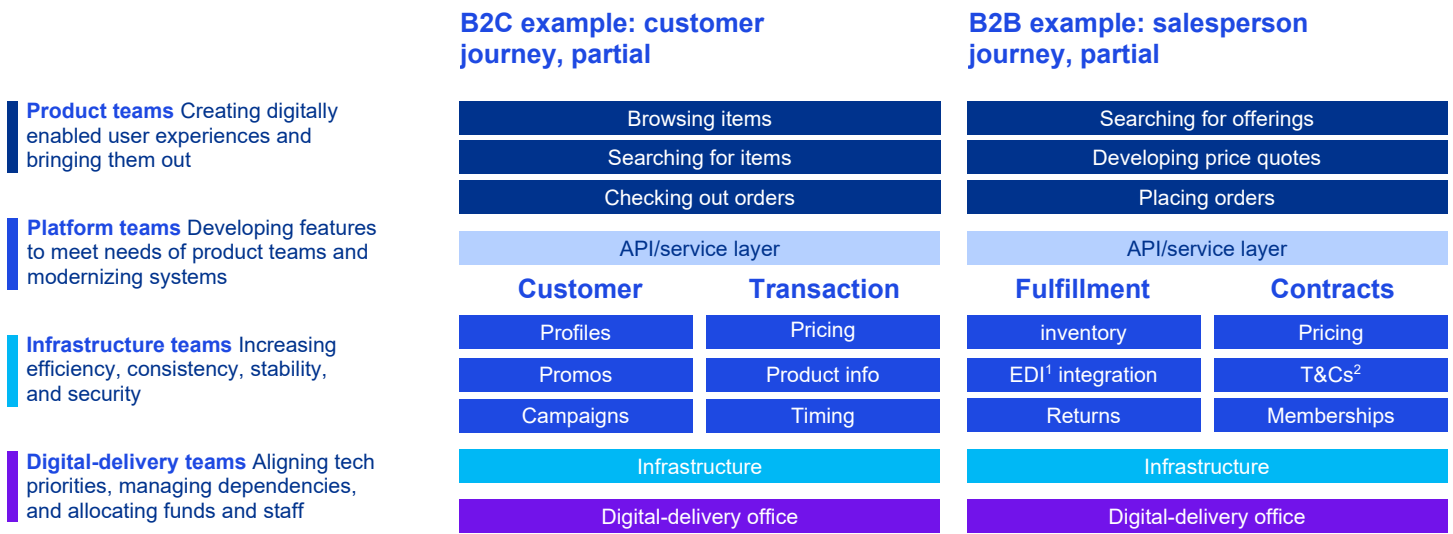 B2C example: customer
journey, partial
B2B example: salesperson
journey, partial
Product teams Creating digitally
enabled user experiences and
bringing them out
Platform teams Developing features
to meet needs of product teams and
modernizing systems
Infrastructure teams Increasing
efficiency, consistency, stability,
and security
Digital-delivery teams Aligning tech
priorities, managing dependencies,
and allocating funds and staff
Browsing items
Searching for items
Checking out orders
API/service layer
Customer
Transaction
Profiles
Pricing
Promos
Product info
Campaigns
Timing
Infrastructure
Digital-delivery office
Searching for offerings
Developing price quotes
Placing orders
API/service layer
Fulfillment
Contracts
inventory
Pricing
EDI¹ integration
T&Cs²
Returns
Memberships
Infrastructure
Digital-delivery office